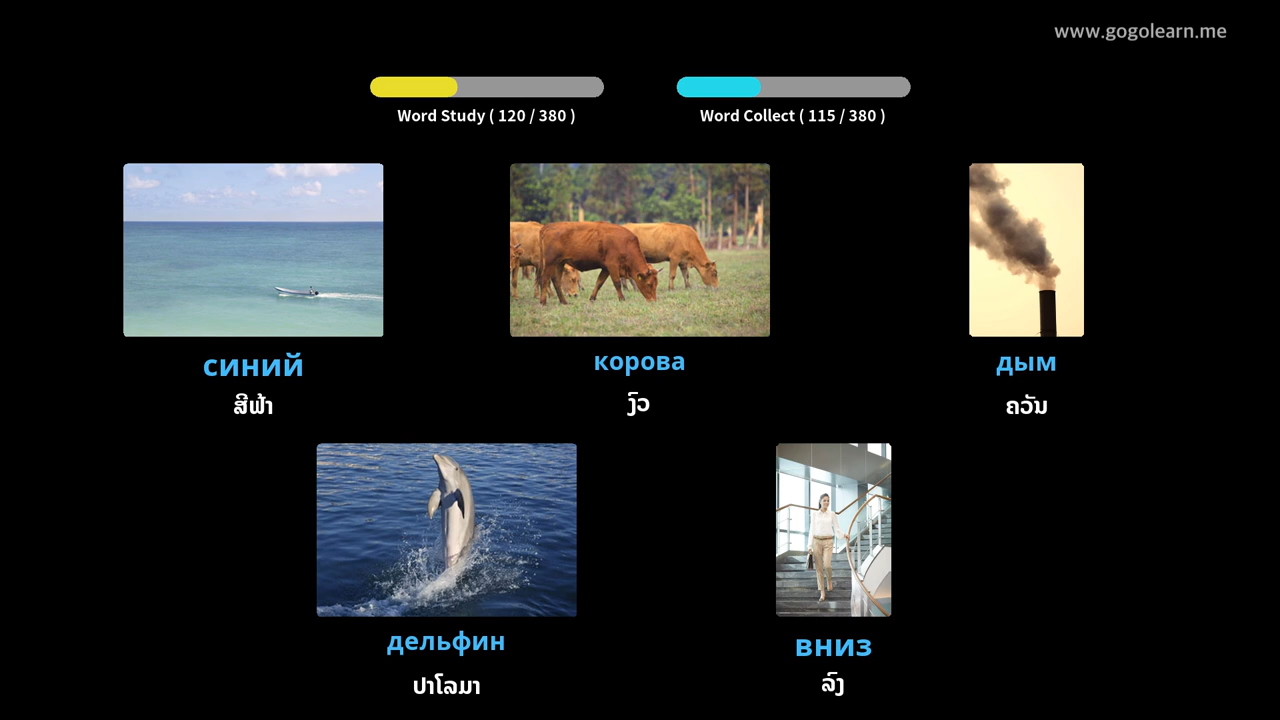 www.gogolearn.me
Word Study ( 120 / 380 )
Word Collect ( 115 / 380 )
синий
ສີຟ້າ
корова
ງົວ
дым
ຄວັນ
дельфин
ປາໂລມາ
вниз
ລົງ